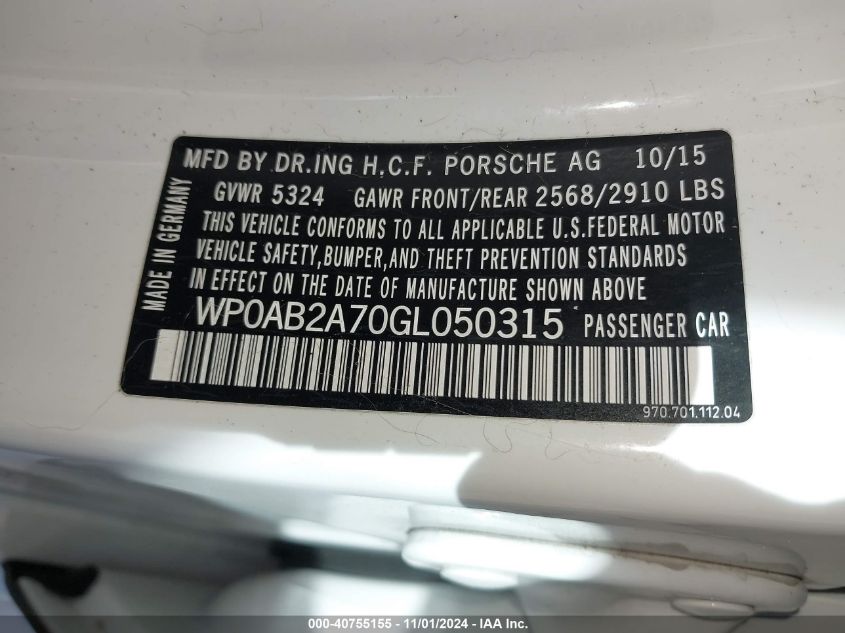 MFD BY DR.ING H.C.F. PORSCHE AG 10/15
GVWR 5324 GAWR FRONT/REAR 2568/2910 LBS
THIS VEHICLE CONFORMS TO ALL APPLICABLE U.S.FEDERAL MOTOR
VEHICLE SAFETY,BUMPER,AND THEFT PREVENTION STANDARDS
IN EFFECT ON THE DATE OF MANUFACTURE SHOWN ABOVE
WP0AB2A70GL050315 PASSENGER CAR
970.701.112.04
MADE IN GERMANY
000-40755155 - 11/01/2024 - IAA Inc.